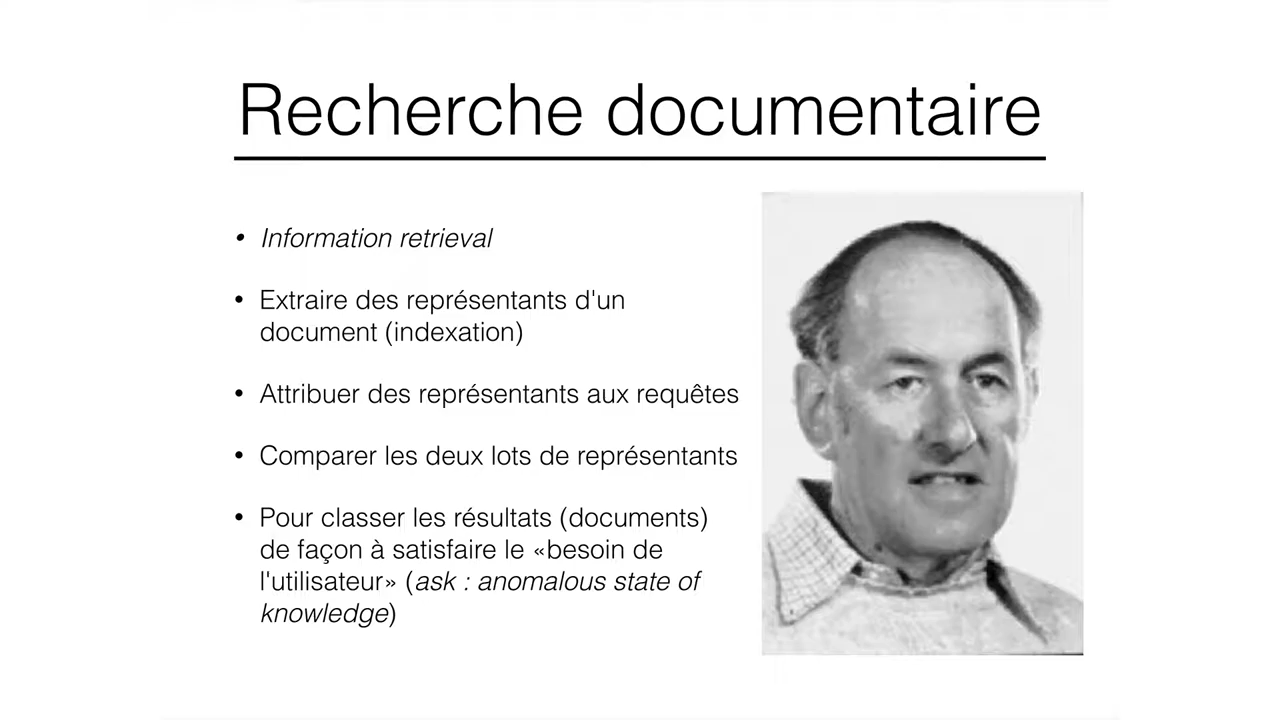 Recherche documentaire
• Information retrieval
• Extraire des représentants d'un
document (indexation)
• Attribuer des représentants aux requêtes
• Comparer les deux lots de représentants
• Pour classer les résultats (documents)
de façon à satisfaire le «besoin de
l'utilisateur» (ask : anomalous state of
knowledge)